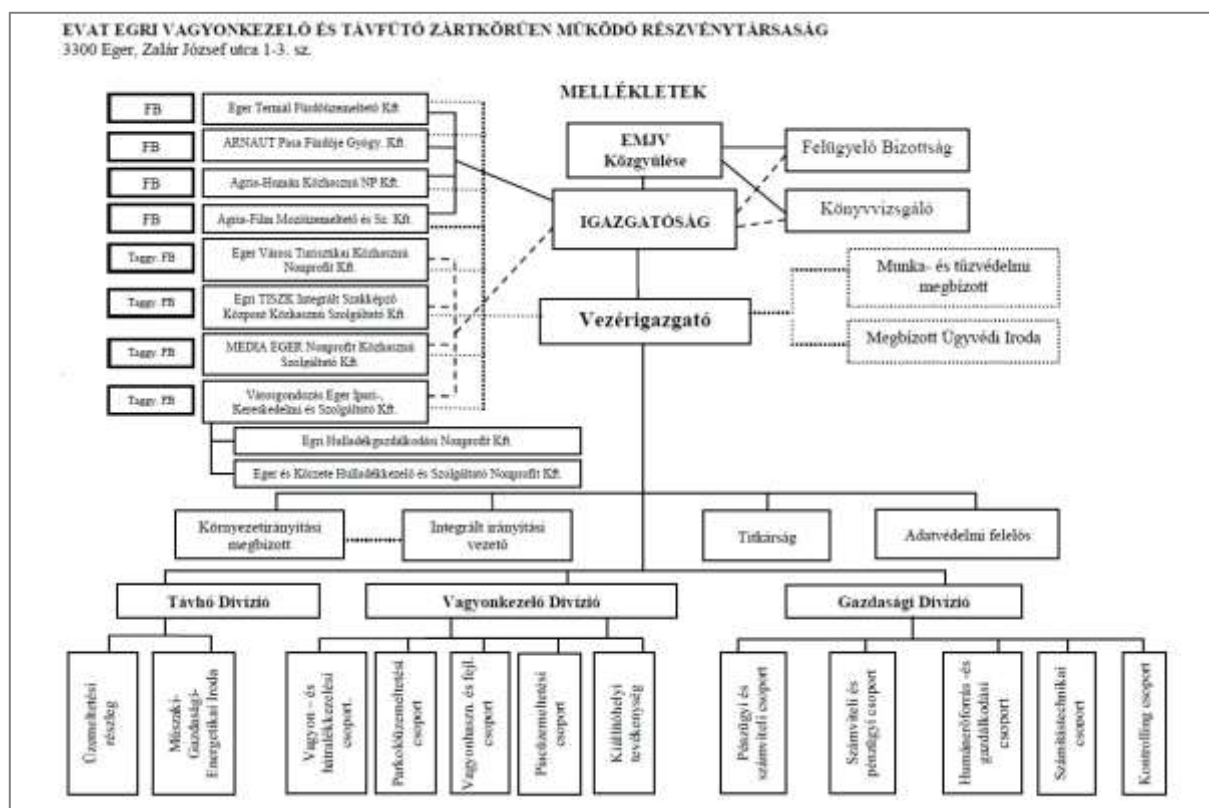 EVAT EGRI VAGYONKEZELŐ ÉS TÁVFŰTŐ ZÁRTKÖRŰEN MŰKÖDŐ RÉSZVÉNYTÁRSASÁG
3300 Eger, Zalár József utca 1-3. sz.
MELLÉKLETEK
FB
Eger Termál Fürdőüzemeltető Kft.
FB
ARNAUT Pasa Fürdője Gyógy. Kft.
FB
Agria-Humán Közhasznú NP Kft.
FB
Agria-Film Moziüzemeltető és Sz. Kft.
Taggy. FB
Eger Városi Turisztikai Közhasznú
Nonprofit Kft.
Taggy. FB
Egri TISZK Integrált Szakképző
Központ Közhasznú Szolgáltató Kft.
Taggy. FB
MEDIA EGER Nonprofit Közhasznú
Szolgáltató Kft.
Taggy. FB
Városgondozás Eger Ipari-,
Kereskedelmi és Szolgáltató Kft.
Egri Hulladékgazdálkodási Nonprofit Kft.
Eger és Körzete Hulladékkezelő és Szolgáltató Nonprofit Kft.
EMJV
Közgyűlése
Felügyelő Bizottság
IGAZGATÓSÁG
Könyvvizsgáló
Vezérigazgató
Munka- és tűzvédelmi
megbízott
Megbízott Ügyvédi Iroda
Környezetirányítási
megbízott
Integrált irányítási
vezető
Titkárság
Adatvédelmi felelős
Távhő Divízió
Vagyonkezelő Divízió
Gazdasági Divízió
Üzemeltetési
részleg
Műszaki-
Gazdasági-
Energetikai Iroda
Vagyon – és
hátralékkezelési
csoport.
Parkolóüzemeltetési
csoport
Vagyonhaszn. és fejl.
csoport
Piacüzemeltetési
csoport
Kiállítóhelyi
tevékenység
Pénzügyi és
számviteli csoport
Számviteli és
pénzügyi csoport
Humánerőforrás -és
gazdálkodási
csoport
Számítástechnikai
csoport
Kontrolling csoport